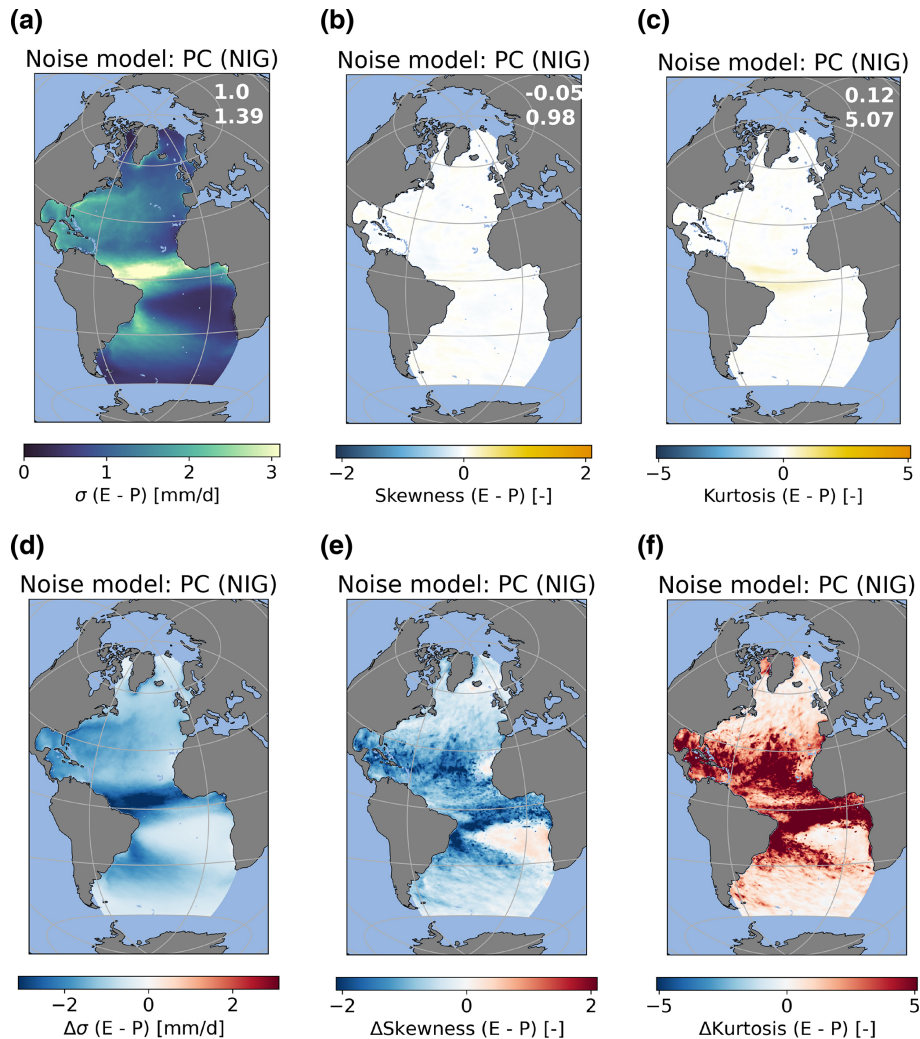 (a)
(b)
(c)
Noise model: PC (NIG)
Noise model: PC (NIG)
Noise model: PC (NIG)
1.0
1.39
-0.05
0.98
0.12
5.07
0 1 2 3
σ (E - P) [mm/d]
−2 0 2
Skewness (E - P) [-]
−5 0 5
Kurtosis (E - P) [-]
(d)
(e)
(f)
Noise model: PC (NIG)
Noise model: PC (NIG)
Noise model: PC (NIG)
−2 0 2
Δσ (E - P) [mm/d]
−2 0 2
ΔSkewness (E - P) [-]
−5 0 5
ΔKurtosis (E - P) [-]